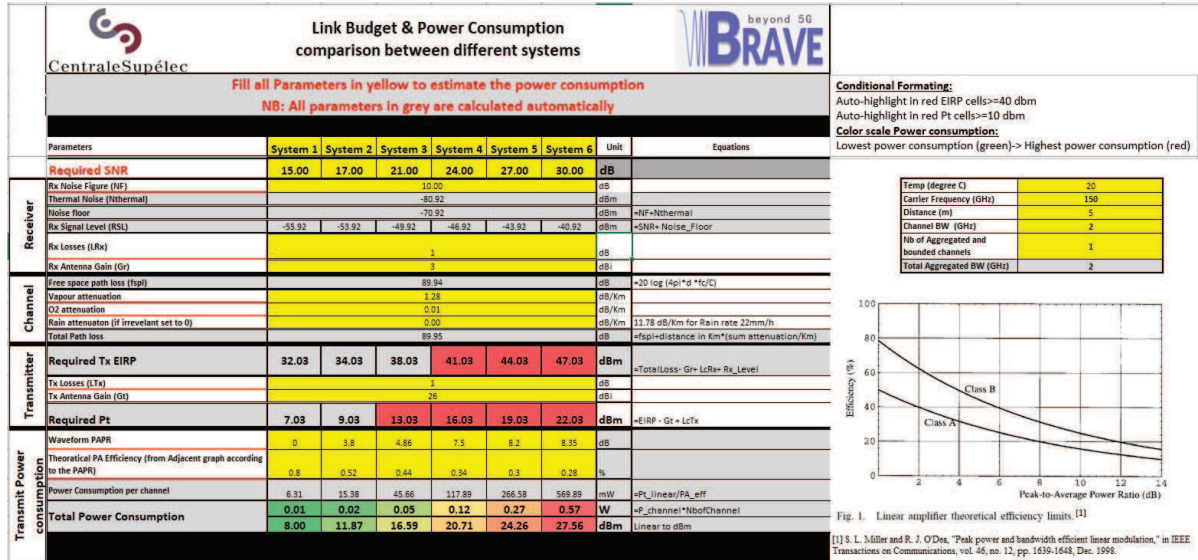 CentraleSupélec
Link Budget & Power Consumption
comparison between different systems
beyond 5G
BRAVE
Fill all Parameters in yellow to estimate the power consumption
NB: All parameters in grey are calculated automatically
Conditional Formating:
Auto-highlight in red EIRP cells>=40 dbm
Auto-highlight in red Pt cells>=10 dbm
Color scale Power consumption:
Lowest power consumption (green)-> Highest power consumption (red)
Parameters System 1 System 2 System 3 System 4 System 5 System 6 Unit Equations
Required SNR 15.00 17.00 21.00 24.00 27.00 30.00 dB
Receiver
Rx Noise Figure (NF) 10.00 dB
Thermal Noise (Nthermal) -80.92 dBm
Noise floor -70.92 dBm =NF+Nthermal
Rx Signal Level (RSL) -55.92 -53.92 -49.92 -46.92 -43.92 -40.92 dBm =SNR+ Noise_Floor
Rx Losses (LRx) 1 dB
Rx Antenna Gain (Gr) 3 dBi
Channel
Free space path loss (fspl) 89.94 dB =20 log (4pi*d *fc/C)
Vapour attenuation 1.28 dB/Km
O2 attenuation 0.01 dB/Km
Rain attenuaton (if irrevelant set to 0) 0.00 dB/Km 11.78 dB/Km for Rain rate 22mm/h
Total Path loss 89.95 dB =fspl+distance in Km*(sum attenuation/Km)
Transmitter
Required Tx EIRP 32.03 34.03 38.03 41.03 44.03 47.03 dBm =TotalLoss- Gr+ LcRx+ Rx_Level
Tx Losses (LTx) 1 dB
Tx Antenna Gain (Gt) 26 dBi
Required Pt 7.03 9.03 13.03 16.03 19.03 22.03 dBm =EIRP - Gt + LcTx
Transmit Power
consumption
Waveform PAPR 0 3.8 4.86 7.5 8.2 8.35 dB
Theoratical PA Efficiency (from Adjacent graph according
to the PAPR) 0.8 0.52 0.44 0.34 0.3 0.28 %
Power Consumption per channel 6.31 15.38 45.66 117.89 266.58 569.89 mW =Pt_linear/PA_eff
Total Power Consumption 0.01 0.02 0.05 0.12 0.27 0.57 W =P_channel*NbofChannel
8.00 11.87 16.59 20.71 24.26 27.56 dBm Linear to dBm
Temp (degree C) 20
Carrier Frequency (GHz) 150
Distance (m) 5
Channel BW (GHz) 2
Nb of Aggregated and
bounded channels 1
Total Aggregated BW (GHz) 2
Efficiency (%)
100
80
60
40
20
0
Class B
Class A
2 4 6 8 10 12 14
Peak-to-Average Power Ratio (dB)
Fig. 1. Linear amplifier theoretical efficiency limits. [1]
[1] S. L. Miller and R. J. O'Dea, "Peak power and bandwidth efficient linear modulation," in IEEE
Transactions on Communications, vol. 46, no. 12, pp. 1639-1648, Dec. 1998.